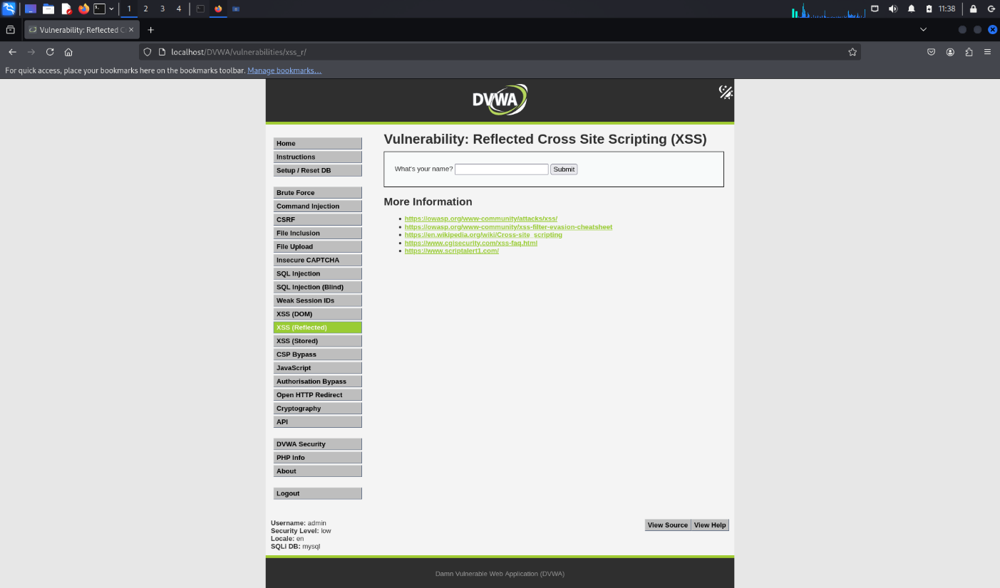 1 2 3 4
11:38
Vulnerability: Reflected C
localhost/DVWA/vulnerabilities/xss_r/
For quick access, place your bookmarks here on the bookmarks toolbar. Manage bookmarks…
DVWA
Home
Instructions
Setup / Reset DB
Brute Force
Command Injection
CSRF
File Inclusion
File Upload
Insecure CAPTCHA
SQL Injection
SQL Injection (Blind)
Weak Session IDs
XSS (DOM)
XSS (Reflected)
XSS (Stored)
CSP Bypass
JavaScript
Authorisation Bypass
Open HTTP Redirect
Cryptography
API
DVWA Security
PHP Info
About
Logout
Vulnerability: Reflected Cross Site Scripting (XSS)
What's your name? Submit
More Information
https://owasp.org/www-community/attacks/xss/
https://owasp.org/www-community/xss-filter-evasion-cheatsheet
https://en.wikipedia.org/wiki/Cross-site_scripting
https://www.cgisecurity.com/xss-faq.html
https://www.scriptalert1.com/
Username: admin
Security Level: low
Locale: en
SQLi DB: mysql
View Source View Help
Damn Vulnerable Web Application (DVWA)